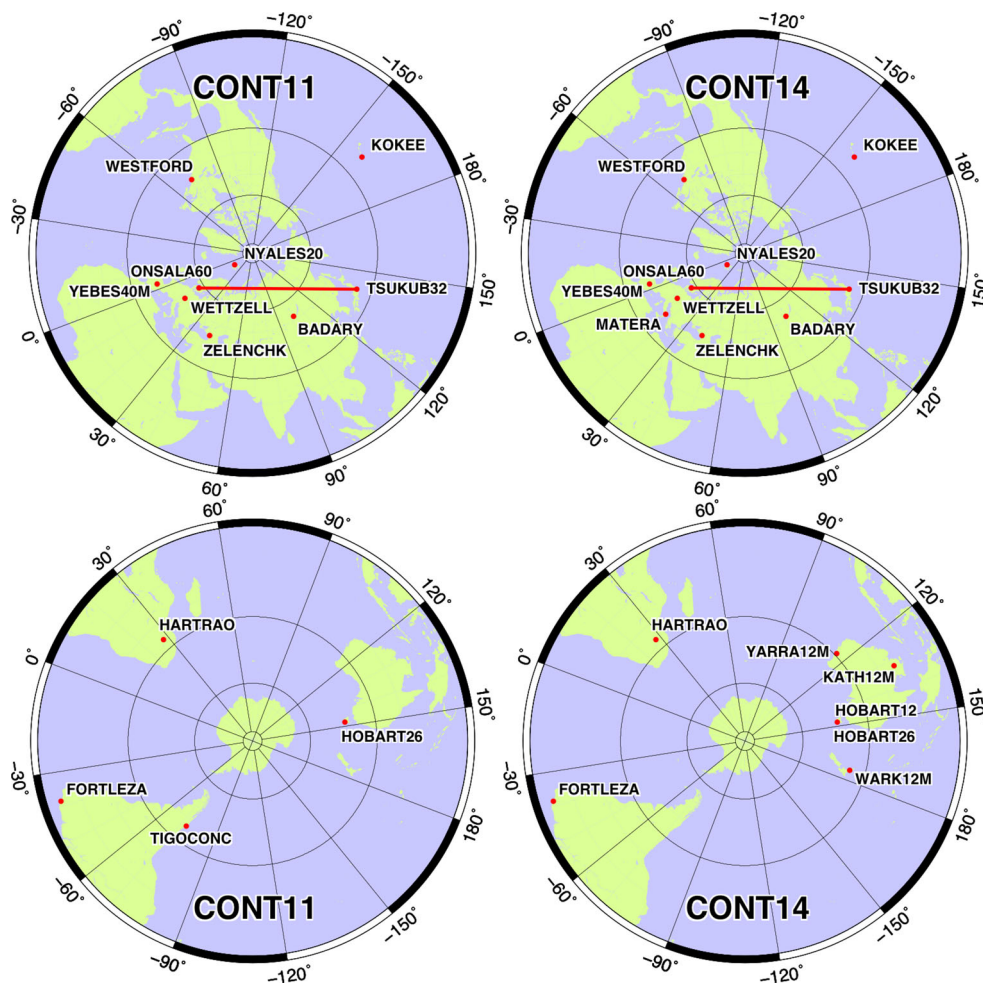 -120°
-90°
-150°
CONT11
-60°
KOKEE
180°
WESTFORD
-30°
NYALES20
ONSALA60
150°
YEBES40M
TSUKUB32
WETTZELL
BADARY
0°
ZELENCHK
120°
30°
90°
60°
-120°
-90°
-150°
CONT14
-60°
KOKEE
180°
WESTFORD
-30°
NYALES20
ONSALA60
150°
YEBES40M
TSUKUB32
WETTZELL
MATERA
BADARY
0°
ZELENCHK
120°
30°
90°
60°
60°
90°
30°
120°
HARTRAO
0°
150°
HOBART26
-30°
FORTLEZA
180°
TIGOCONC
-60°
CONT11
-150°
-90°
-120°
60°
90°
30°
120°
HARTRAO
YARRA12M
0°
KATH12M
150°
HOBART12
HOBART26
-30°
WARK12M
FORTLEZA
180°
-60°
CONT14
-150°
-90°
-120°